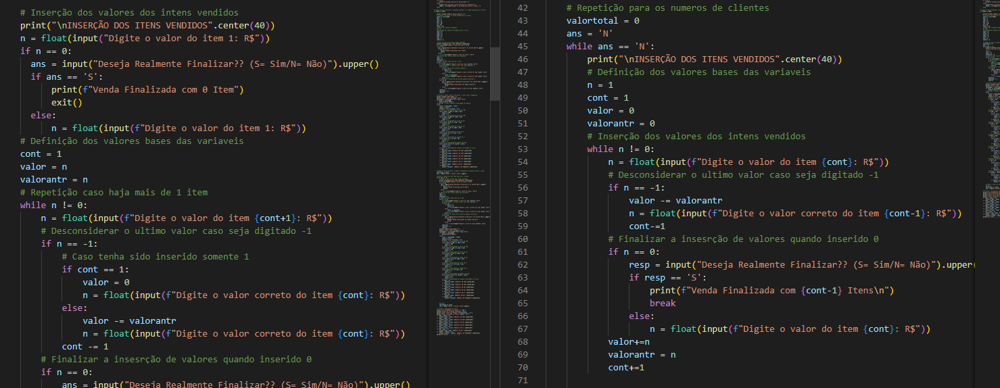 # Inserção dos valores dos intens vendidos
print("\nINSERÇÃO DOS ITENS VENDIDOS".center(40))
n = float(input("Digite o valor do item 1: R$"))
if n == 0:
ans = input("Deseja Realmente Finalizar?? (S= Sim/N= Não)").upper()
if ans == 'S':
print(f"Venda Finalizada com 0 Item")
exit()
else:
n = float(input(f"Digite o valor do item 1: R$"))
# Definição dos valores bases das variaveis
cont = 1
valor = n
valorantr = n
# Repetição caso haja mais de 1 item
while n != 0:
n = float(input(f"Digite o valor do item {cont+1}: R$"))
# Desconsiderar o ultimo valor caso seja digitado -1
if n == -1:
# Caso tenha sido inserido somente 1
if cont == 1:
valor = 0
n = float(input(f"Digite o valor correto do item {cont}: R$"))
else:
valor -= valorantr
n = float(input(f"Digite o valor correto do item {cont}: R$"))
cont -= 1
# Finalizar a insesrção de valores quando inserido 0
if n == 0:
ans = input("Deseja Realmente Finalizar?? (S= Sim/N= Não)").upper()
42 # Repetição para os numeros de clientes
43 valortotal = 0
44 ans = 'N'
45 while ans == 'N':
46 print("\nINSERÇÃO DOS ITENS VENDIDOS".center(40))
47 # Definição dos valores bases das variaveis
48 n = 1
49 cont = 1
50 valor = 0
51 valorantr = 0
52 # Inserção dos valores dos intens vendidos
53 while n != 0:
54 n = float(input(f"Digite o valor do item {cont}: R$"))
55 # Desconsiderar o ultimo valor caso seja digitado -1
56 if n == -1:
57 valor -= valorantr
58 n = float(input(f"Digite o valor correto do item {cont-1}: R$"))
59 cont-=1
60 # Finalizar a insesrção de valores quando inserido 0
61 if n == 0:
62 resp = input("Deseja Realmente Finalizar?? (S= Sim/N= Não)").upper(
63 if resp == 'S':
64 print(f"Venda Finalizada com {cont-1} Itens\n")
65 break
66 else:
67 n = float(input(f"Digite o valor do item {cont}: R$"))
68 valor+=n
69 valorantr = n
70 cont+=1
71